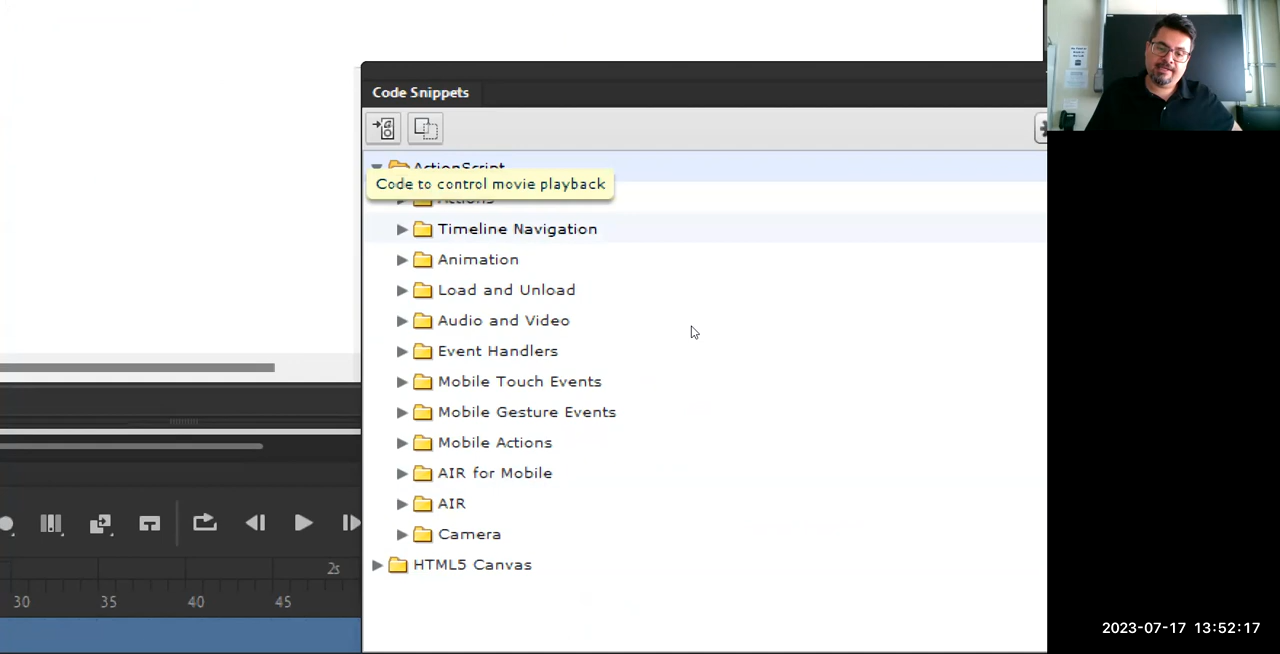 Code Snippets
ActionScript
Code to control movie playback
Actions
Timeline Navigation
Animation
Load and Unload
Audio and Video
Event Handlers
Mobile Touch Events
Mobile Gesture Events
Mobile Actions
AIR for Mobile
AIR
Camera
HTML5 Canvas
2s
30 35 40 45
2023-07-17 13:52:17